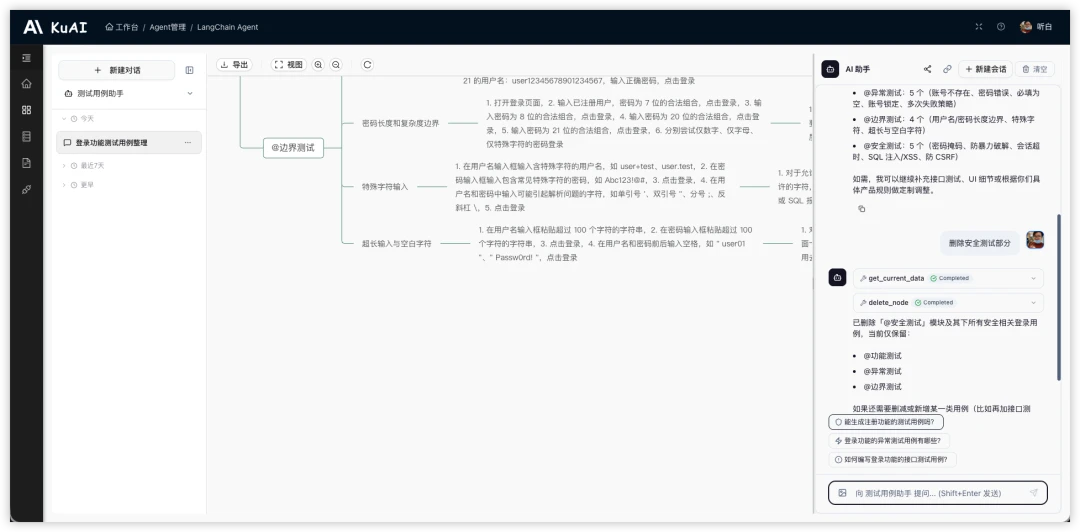 KuAI
工作台 / Agent管理 / LangChain Agent
听白
+ 新建对话
测试用例助手
今天
登录功能测试用例整理
最近7天
更早
导出
视图
21 的用户名：user12345678901234567，输入正确密码，点击登录
@边界测试
密码长度和复杂度边界
1. 打开登录页面，2. 输入已注册用户，密码为 7 位的合法组合，点击登录，3. 输
入密码为 8 位的合法组合，点击登录，4. 输入密码为 20 位的合法组合，点击登
录，5. 输入密码为 21 位的合法组合，点击登录，6. 分别尝试仅数字、仅字母、
仅特殊字符的密码登录
特殊字符输入
1. 在用户名输入框输入含特殊字符的用户名，如 user+test、user.test，2. 在密
码输入框输入包含常见特殊字符的密码，如 Abc123!@#，3. 点击登录，4. 在用
户名和密码中输入可能引起解析问题的字符，如单引号 '、双引号 "、分号 ;、反
斜杠 \，5. 点击登录
1. 对于允
许的字符，
或 SQL 报
超长输入与空白字符
1. 在用户名输入框粘贴超过 100 个字符的字符串，2. 在密码输入框粘贴超过 100
个字符的字符串，3. 点击登录，4. 在用户名和密码前后输入空格，如 " user01
"、" Passw0rd! "，点击登录
AI 助手
+ 新建会话
清空
• @异常测试：5 个（账号不存在、密码错误、必填为
空、账号锁定、多次失败策略）
• @边界测试：4 个（用户名/密码长度边界、特殊字
符、超长与空白字符）
• @安全测试：5 个（密码掩码、防暴力破解、会话超
时、SQL 注入/XSS、防 CSRF）
如需，我可以继续补充接口测试、UI 细节或根据你们具
体产品规则做定制调整。
删除安全测试部分
get_current_data Completed
delete_node Completed
已删除「@安全测试」模块及其下所有安全相关登录用
例，当前仅保留：
• @功能测试
• @异常测试
• @边界测试
如果还需要删减或新增某一类用例（比如再加接口测
能生成注册功能的测试用例吗?
登录功能的异常测试用例有哪些?
如何编写登录功能的接口测试用例?
向 测试用例助手 提问... (Shift+Enter 发送)